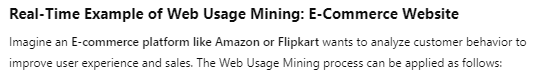 Real-Time Example of Web Usage Mining: E-Commerce Website
Imagine an E-commerce platform like Amazon or Flipkart wants to analyze customer behavior to
improve user experience and sales. The Web Usage Mining process can be applied as follows: